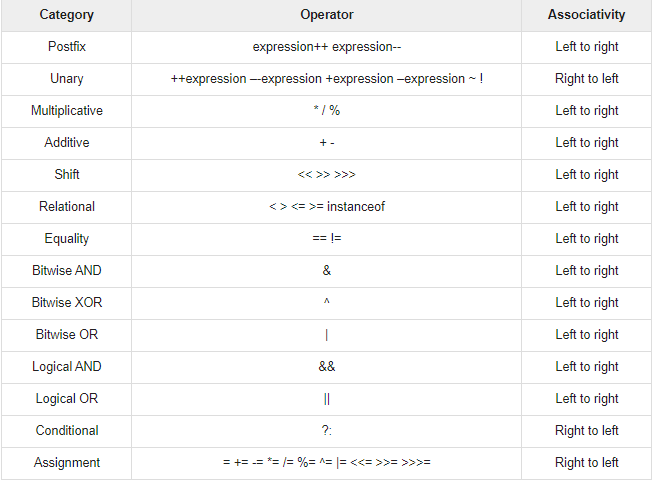 Category Operator Associativity
Postfix expression++ expression-- Left to right
Unary ++expression –-expression +expression –expression ~ ! Right to left
Multiplicative * / % Left to right
Additive + - Left to right
Shift << >> >>> Left to right
Relational < > <= >= instanceof Left to right
Equality == != Left to right
Bitwise AND & Left to right
Bitwise XOR ^ Left to right
Bitwise OR | Left to right
Logical AND && Left to right
Logical OR || Left to right
Conditional ?: Right to left
Assignment = += -= *= /= %= ^= |= <<= >>= >>>= Right to left